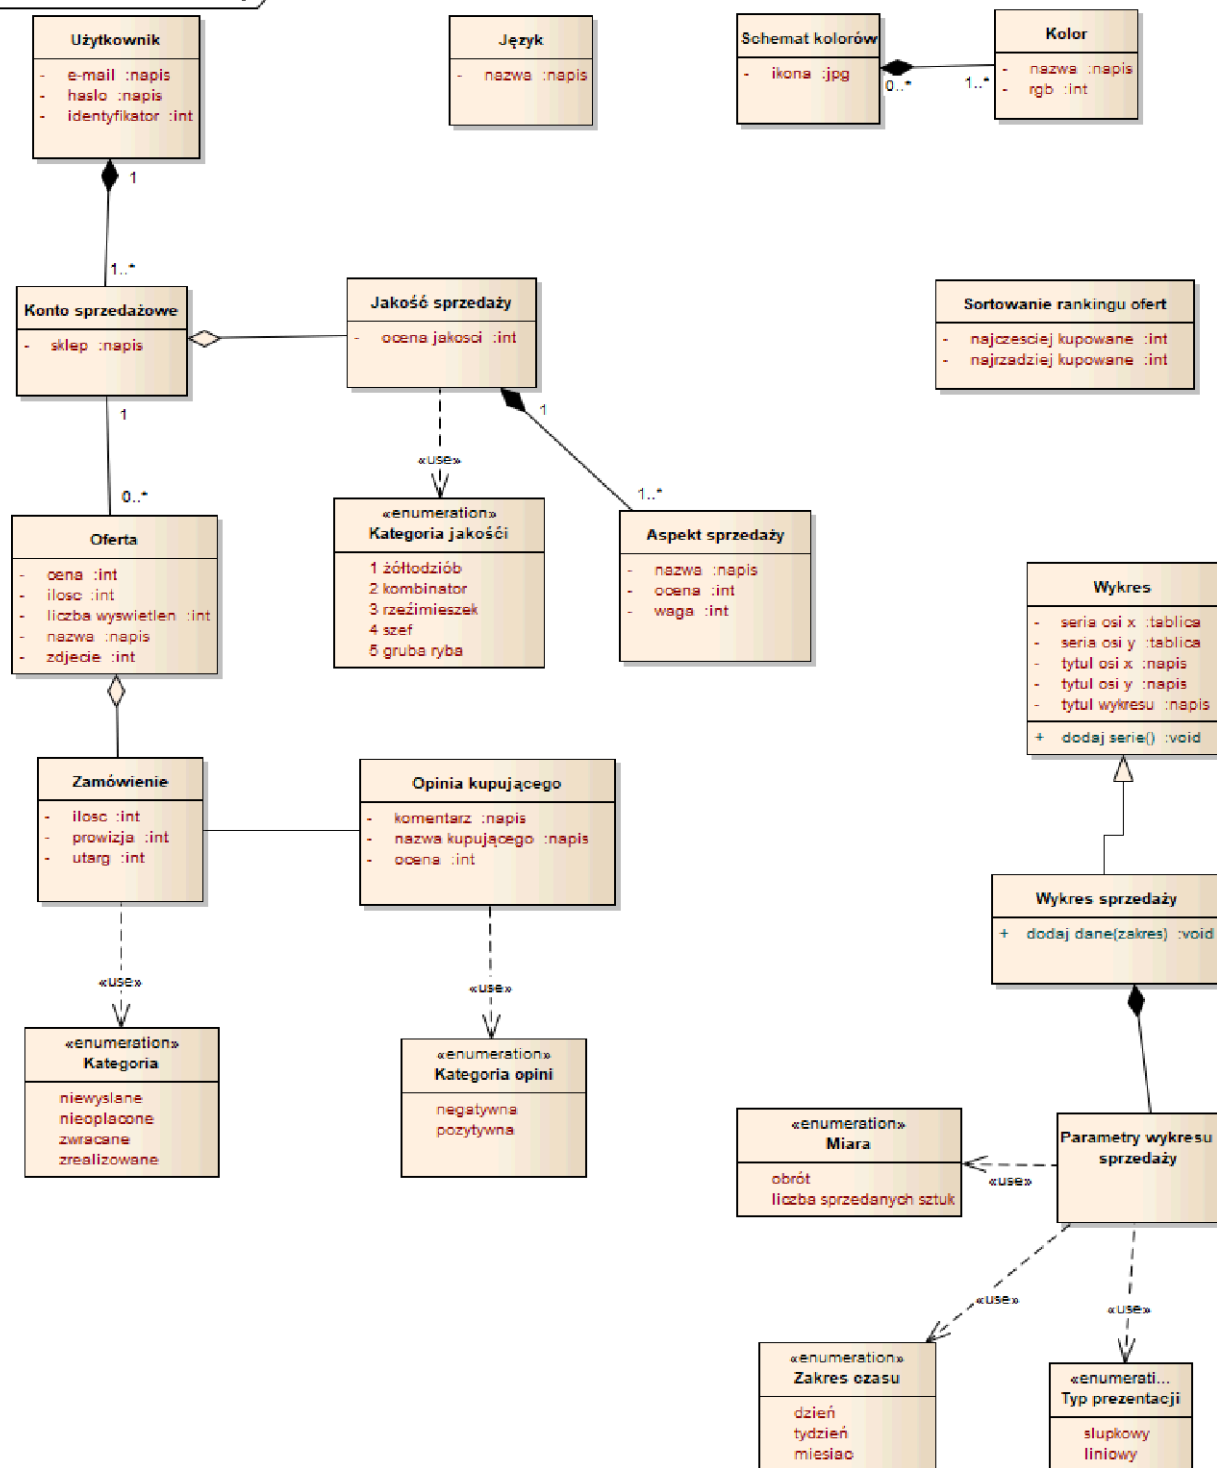 Użytkownik
- e-mail :napis
- haslo :napis
- identyfikator :int
Język
- nazwa :napis
Schemat kolorów
- ikona :jpg
Kolor
- nazwa :napis
- rgb :int
0..*
1..*
1
1..*
Konto sprzedażowe
- sklep :napis
Jakość sprzedaży
- ocena jakosci :int
Sortowanie rankingu ofert
- najczesciej kupowane :int
- najrzadziej kupowane :int
1
0..*
«use»
1
1..*
Oferta
- cena :int
- ilosc :int
- liczba wyswietlen :int
- nazwa :napis
- zdjecie :int
«enumeration»
Kategoria jakośći
1 żółtodziób
2 kombinator
3 rzeźimieszek
4 szef
5 gruba ryba
Aspekt sprzedaży
- nazwa :napis
- ocena :int
- waga :int
Wykres
- seria osi x :tablica
- seria osi y :tablica
- tytul osi x :napis
- tytul osi y :napis
- tytul wykresu :napis
+ dodaj serie() :void
Zamówienie
- ilosc :int
- prowizja :int
- utarg :int
Opinia kupującego
- komentarz :napis
- nazwa kupującego :napis
- ocena :int
Wykres sprzedaży
+ dodaj dane(zakres) :void
«use»
«use»
«enumeration»
Kategoria
niewyslane
nieoplacone
zwracane
zrealizowane
«enumeration»
Kategoria opini
negatywna
pozytywna
«enumeration»
Miara
obrót
liczba sprzedanych sztuk
«use»
Parametry wykresu
sprzedaży
«use»
«use»
«enumeration»
Zakres czasu
dzień
tydzień
miesiac
«enumerati...
Typ prezentacji
slupkowy
liniowy